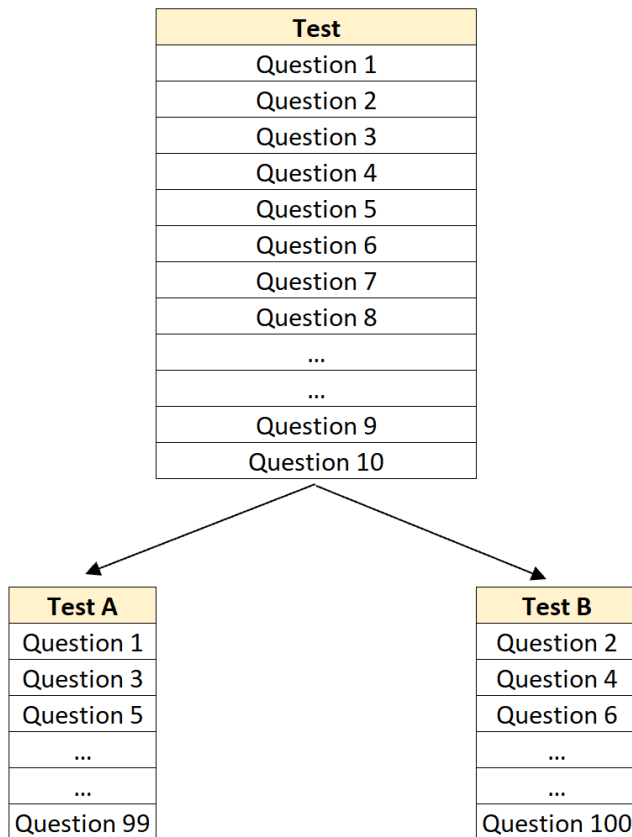 Test
Question 1
Question 2
Question 3
Question 4
Question 5
Question 6
Question 7
Question 8
...
...
Question 9
Question 10
Test A
Question 1
Question 3
Question 5
...
...
Question 99
Test B
Question 2
Question 4
Question 6
...
...
Question 100